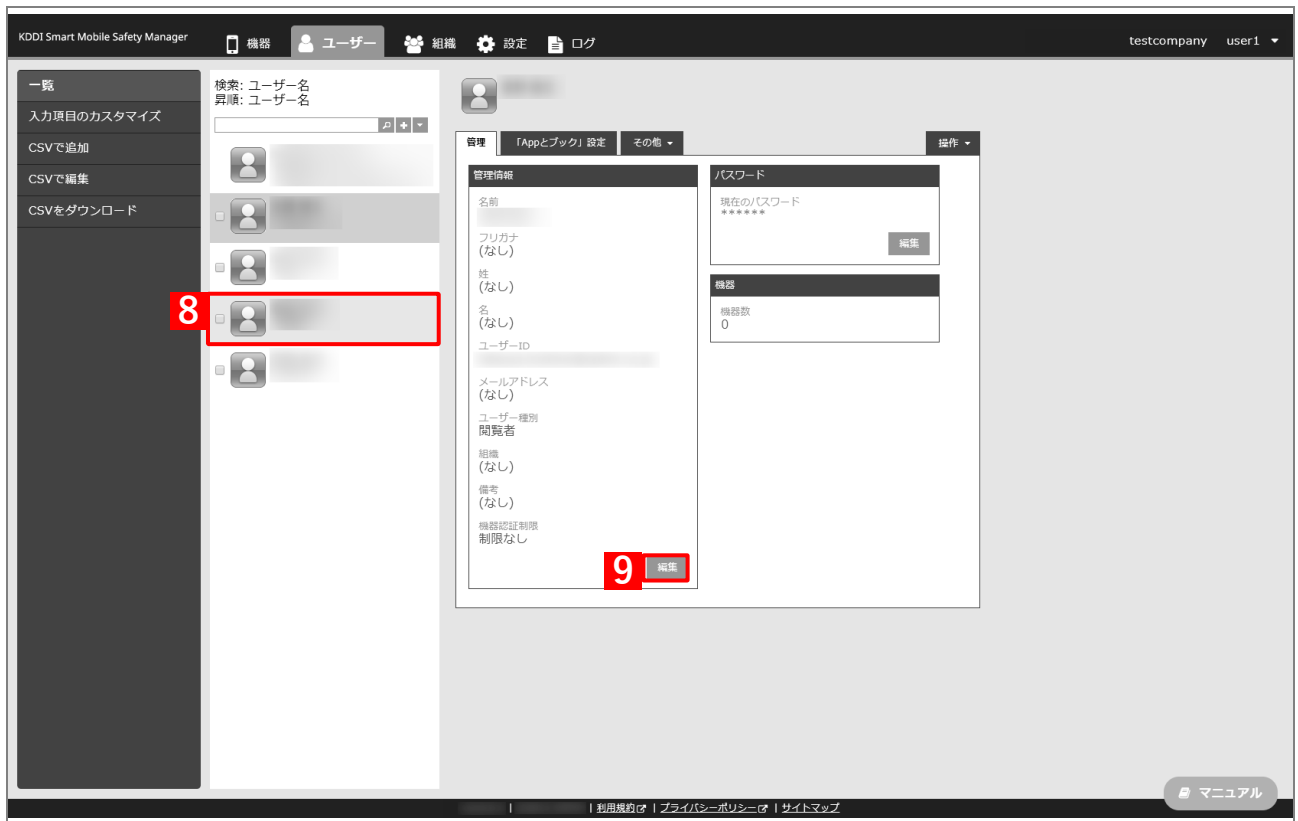 KDDI Smart Mobile Safety Manager
機器
ユーザー
組織
設定
ログ
testcompany user1
一覧
入力項目のカスタマイズ
CSVで追加
CSVで編集
CSVをダウンロード
検索: ユーザー名
昇順: ユーザー名
8
管理
「Appとブック」設定
その他
操作
管理情報
名前
フリガナ
(なし)
姓
(なし)
名
(なし)
ユーザーID
メールアドレス
(なし)
ユーザー種別
閲覧者
組織
(なし)
備考
(なし)
機器認証制限
制限なし
9
編集
パスワード
現在のパスワード
******
編集
機器
機器数
0
マニュアル
| | 利用規約 | プライバシーポリシー | サイトマップ